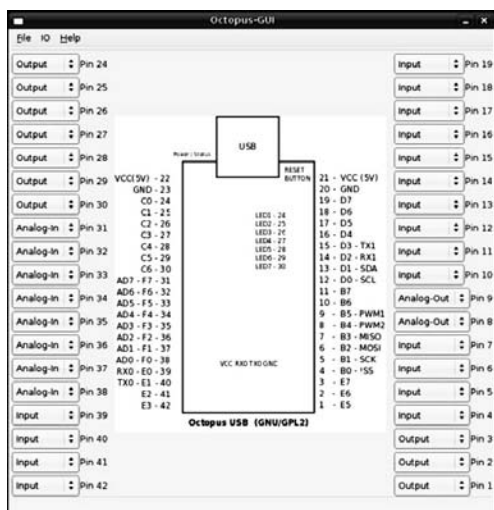 Octopus-GUI
File IO Help
Output Pin 24
Output Pin 25
Output Pin 26
Output Pin 27
Output Pin 28
Output Pin 29
Output Pin 30
Analog-In Pin 31
Analog-In Pin 32
Analog-In Pin 33
Analog-In Pin 34
Analog-In Pin 35
Analog-In Pin 36
Analog-In Pin 37
Analog-In Pin 38
Input Pin 39
Input Pin 40
Input Pin 41
Input Pin 42
USB
Power / Status
RESET
BUTTON
VCC(5V) - 22
GND - 23
C0 - 24
C1 - 25
C2 - 26
C3 - 27
C4 - 28
C5 - 29
C6 - 30
AD7 - F7 - 31
AD6 - F6 - 32
AD5 - F5 - 33
AD4 - F4 - 34
AD3 - F3 - 35
AD2 - F2 - 36
AD1 - F1 - 37
AD0 - F0 - 38
RX0 - E0 - 39
TX0 - E1 - 40
E2 - 41
E3 - 42
LED1 - 24
LED2 - 25
LED3 - 26
LED4 - 27
LED5 - 28
LED6 - 29
LED7 - 30
VCC RX0 TX0 GND
21 - VCC (5V)
20 - GND
19 - D7
18 - D6
17 - D5
16 - D4
15 - D3 - TX1
14 - D2 - RX1
13 - D1 - SDA
12 - D0 - SCL
11 - B7
10 - B6
9 - B5 - PWM1
8 - B4 - PWM2
7 - B3 - MISO
6 - B2 - MOSI
5 - B1 - SCK
4 - B0 - !SS
3 - E7
2 - E6
1 - E5
Octopus USB (GNU/GPL2)
Input Pin 19
Input Pin 18
Input Pin 17
Input Pin 16
Input Pin 15
Input Pin 14
Input Pin 13
Input Pin 12
Input Pin 11
Input Pin 10
Analog-Out Pin 9
Analog-Out Pin 8
Input Pin 7
Input Pin 6
Input Pin 5
Input Pin 4
Output Pin 3
Output Pin 2
Output Pin 1